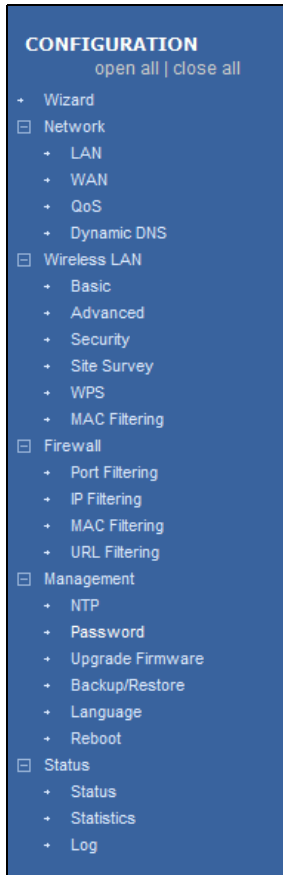 CONFIGURATION
open all | close all
Wizard
Network
LAN
WAN
QoS
Dynamic DNS
Wireless LAN
Basic
Advanced
Security
Site Survey
WPS
MAC Filtering
Firewall
Port Filtering
IP Filtering
MAC Filtering
URL Filtering
Management
NTP
Password
Upgrade Firmware
Backup/Restore
Language
Reboot
Status
Status
Statistics
Log